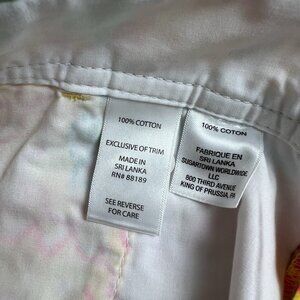 100% COTTON
EXCLUSIVE OF TRIM
MADE IN
SRI LANKA
RN# 88189
SEE REVERSE
FOR CARE
100% COTON
FABRIQUE EN
SRI LANKA
SUGARTOWN WORLDWIDE
LLC
800 THIRD AVENUE
KING OF PRUSSIA, PA